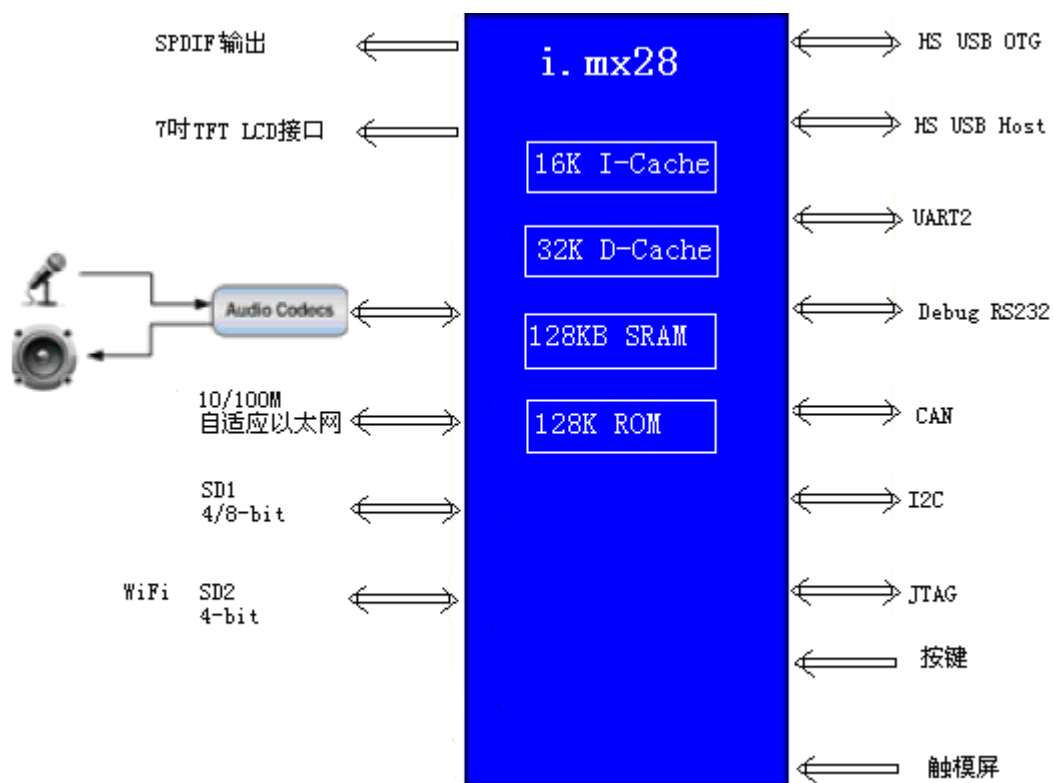 SPDIF输出
7吋TFT LCD接口
Audio Codecs
10/100M
自适应以太网
SD1
4/8-bit
WiFi SD2
4-bit
i.mx28
16K I-Cache
32K D-Cache
128KB SRAM
128K ROM
HS USB OTG
HS USB Host
UART2
Debug RS232
CAN
I2C
JTAG
按键
触模屏